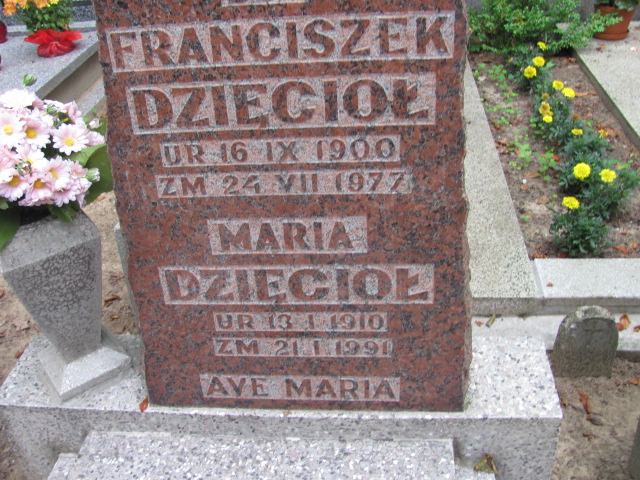 FRANCISZEK
DZIĘCIOŁ
UR 16 IX 1900
ZM 24 VII 1977
MARIA
DZIĘCIOŁ
UR 13 I 1910
ZM 21 I 1991
AVE MARIA